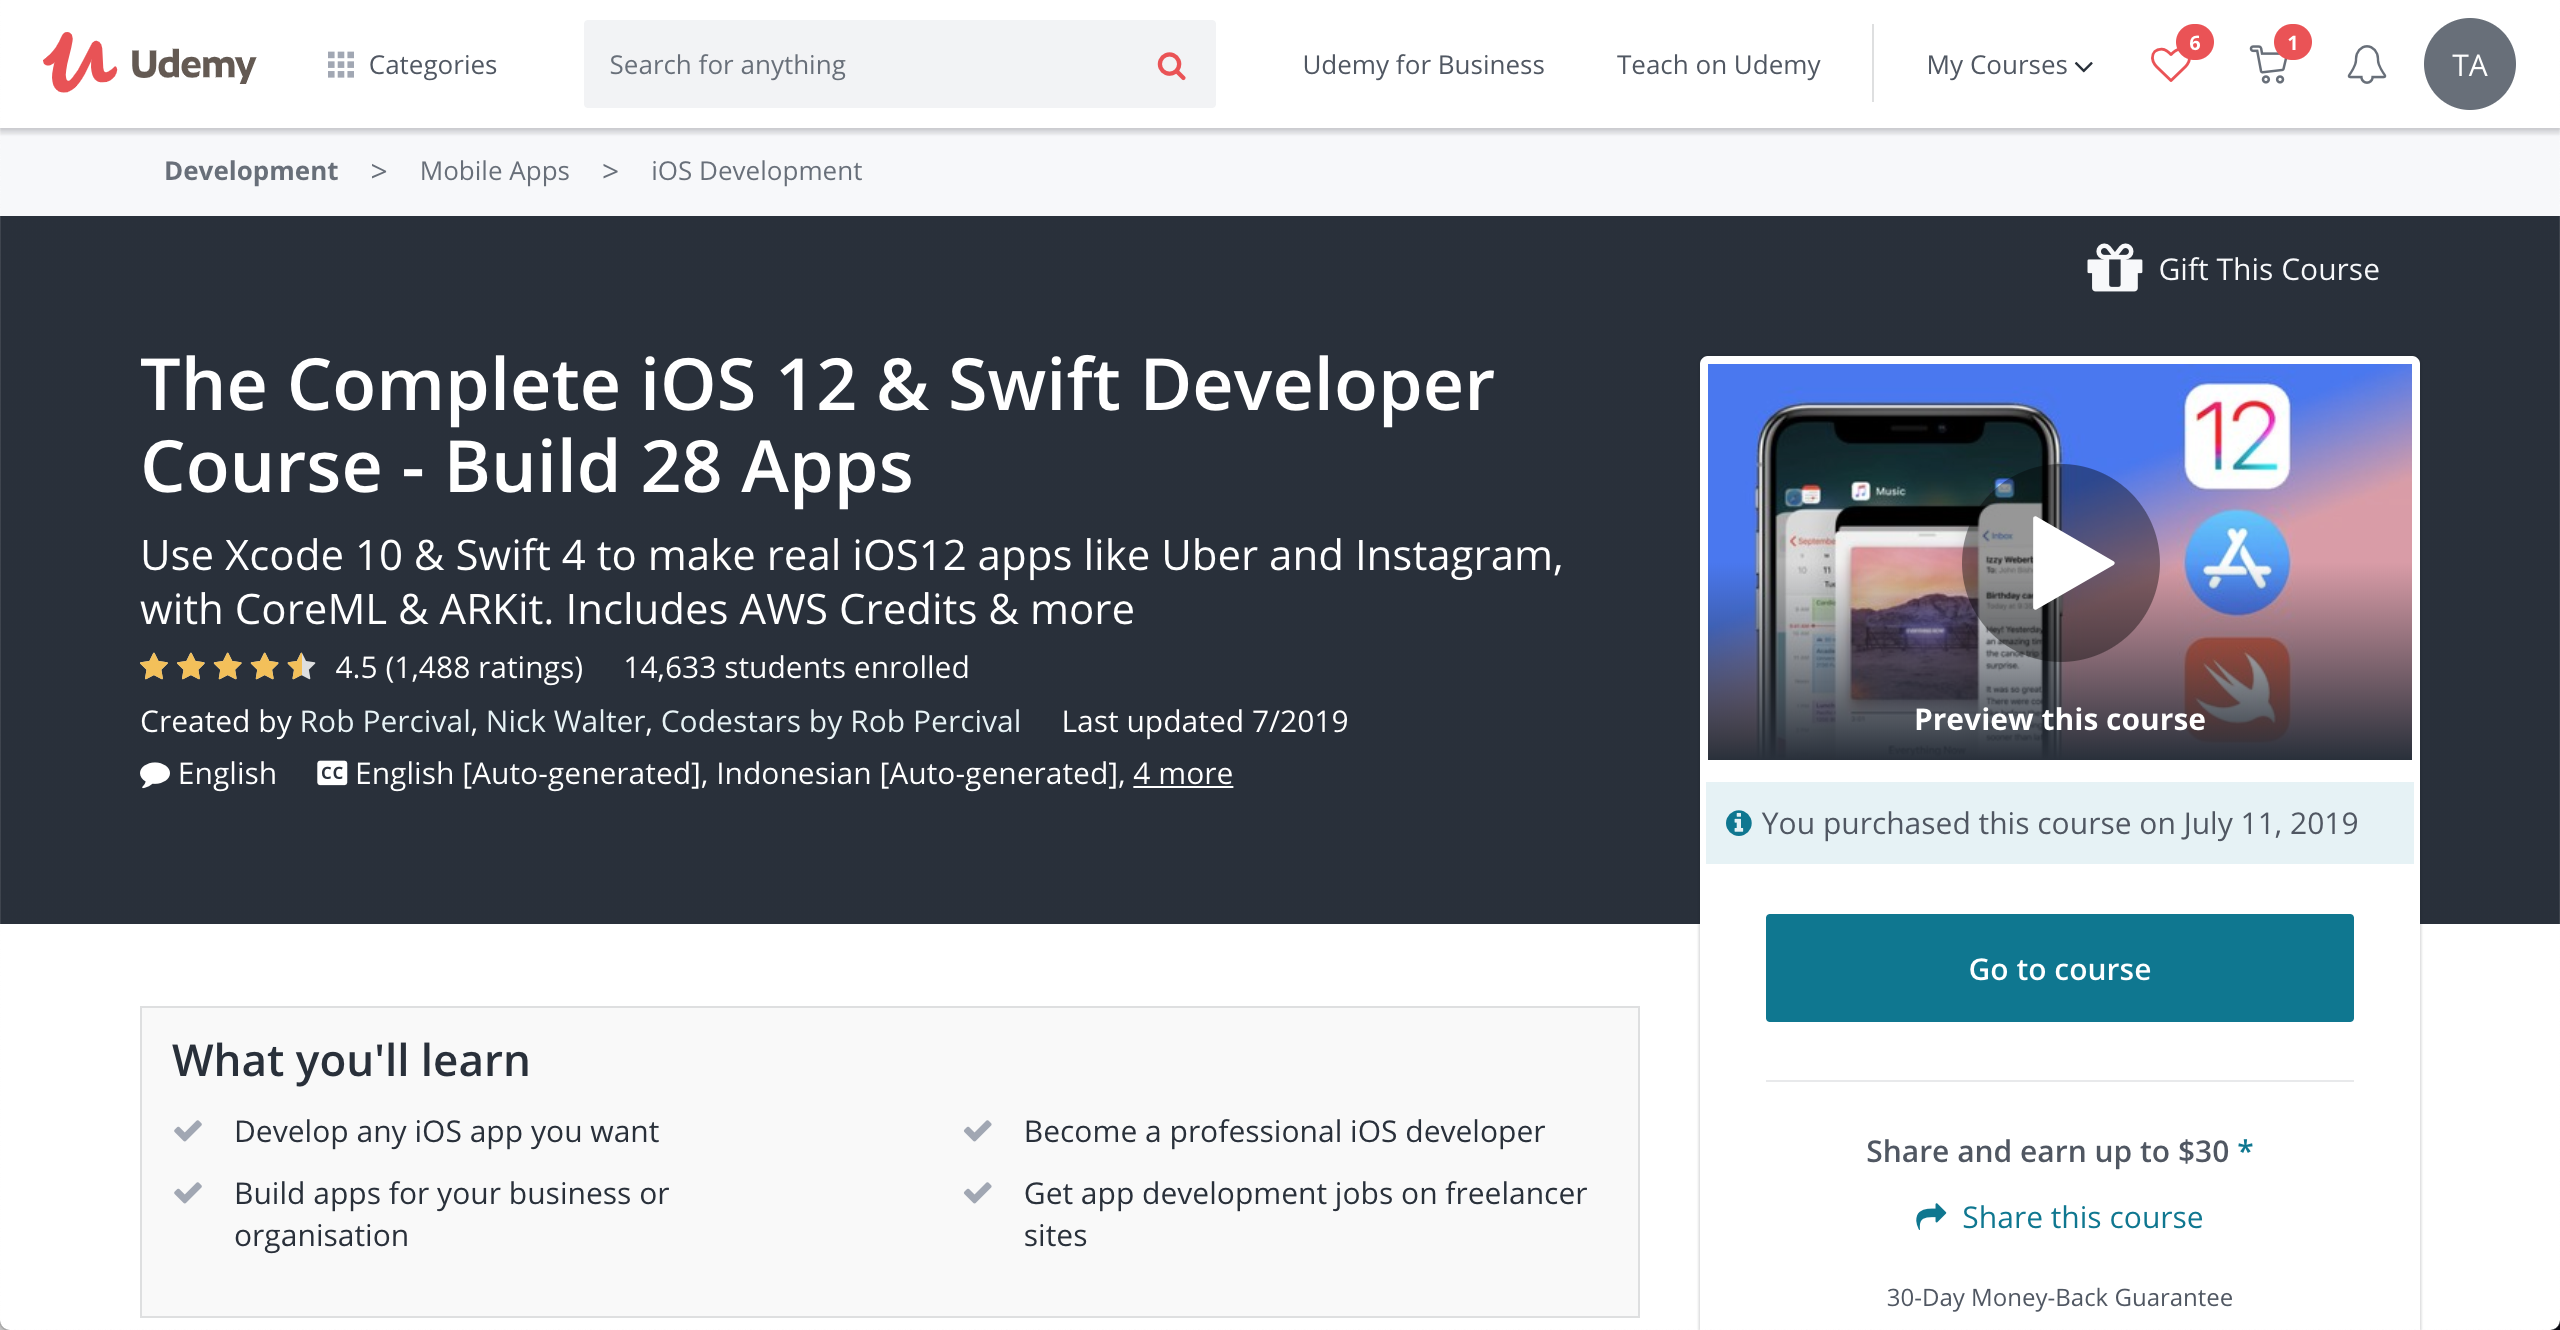 Udemy
Categories
Search for anything
Udemy for Business
Teach on Udemy
My Courses
6
1
TA
Development > Mobile Apps > iOS Development
Gift This Course
The Complete iOS 12 & Swift Developer
Course - Build 28 Apps
Use Xcode 10 & Swift 4 to make real iOS12 apps like Uber and Instagram,
with CoreML & ARKit. Includes AWS Credits & more
4.5 (1,488 ratings) 14,633 students enrolled
Created by Rob Percival, Nick Walter, Codestars by Rob Percival Last updated 7/2019
English CC English [Auto-generated], Indonesian [Auto-generated], 4 more
12
Music
Inbox
Preview this course
You purchased this course on July 11, 2019
Go to course
Share and earn up to $30 *
Share this course
30-Day Money-Back Guarantee
What you'll learn
Develop any iOS app you want
Become a professional iOS developer
Build apps for your business or
organisation
Get app development jobs on freelancer
sites